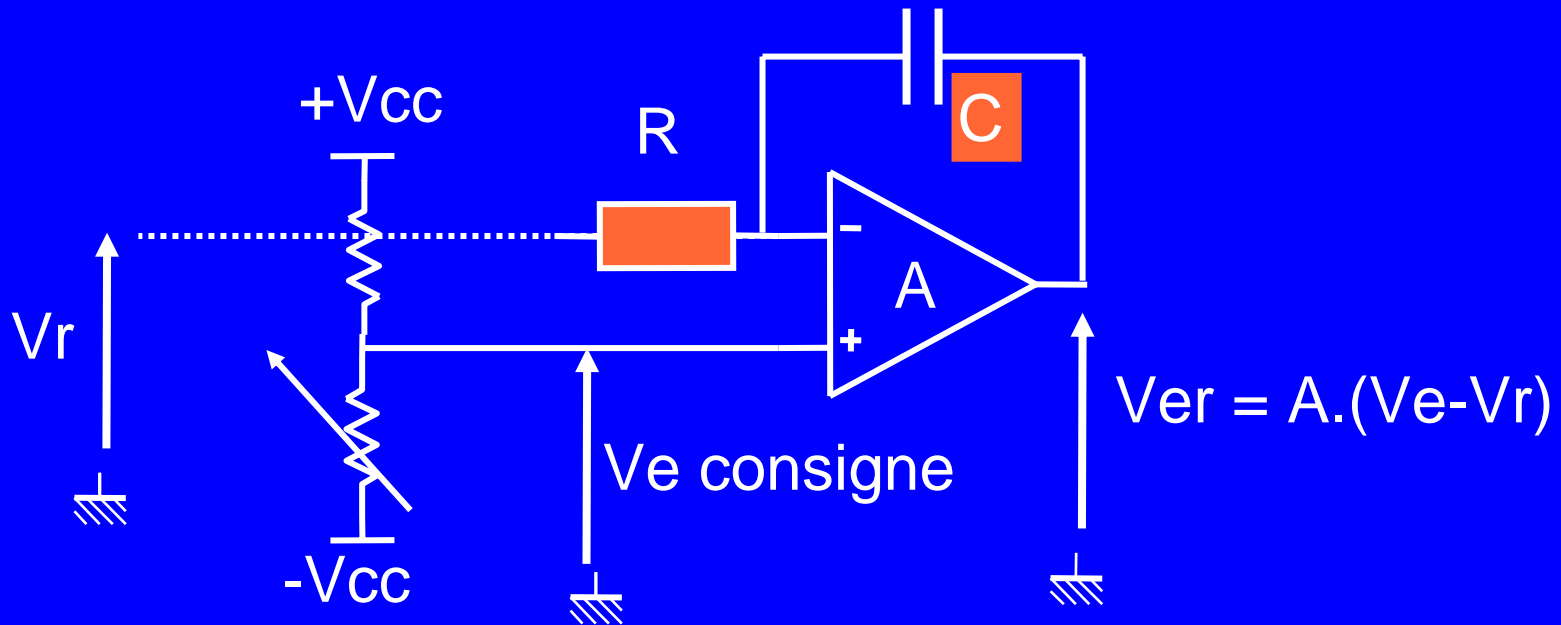 +Vcc
R
C
-
A
+
Vr
Ver = A.(Ve-Vr)
Ve consigne
-Vcc